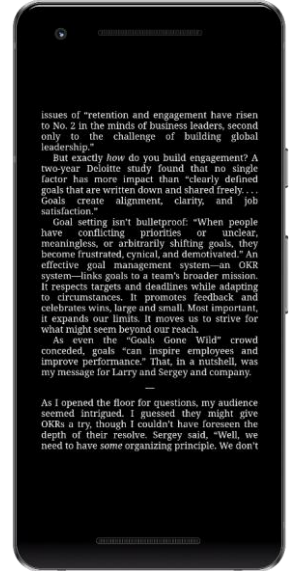 issues of “retention and engagement have risen
to No. 2 in the minds of business leaders, second
only to the challenge of building global
leadership.”
But exactly how do you build engagement? A
two-year Deloitte study found that no single
factor has more impact than “clearly defined
goals that are written down and shared freely. . . .
Goals create alignment, clarity, and job
satisfaction.”
Goal setting isn’t bulletproof: “When people
have conflicting priorities or unclear,
meaningless, or arbitrarily shifting goals, they
become frustrated, cynical, and demotivated.” An
effective goal management system—an OKR
system—links goals to a team’s broader mission.
It respects targets and deadlines while adapting
to circumstances. It promotes feedback and
celebrates wins, large and small. Most important,
it expands our limits. It moves us to strive for
what might seem beyond our reach.
As even the “Goals Gone Wild” crowd
conceded, goals “can inspire employees and
improve performance.” That, in a nutshell, was
my message for Larry and Sergey and company.
—
As I opened the floor for questions, my audience
seemed intrigued. I guessed they might give
OKRs a try, though I couldn’t have foreseen the
depth of their resolve. Sergey said, “Well, we
need to have some organizing principle. We don’t